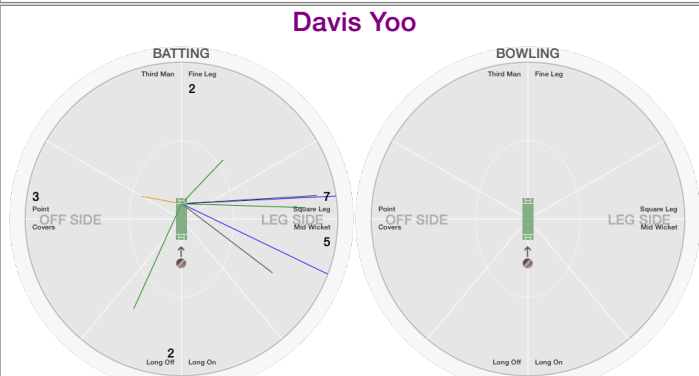 Davis Yoo
BATTING
BOWLING
Third Man Fine Leg
2
Third Man Fine Leg
3
Point
OFF SIDE
Covers
7
Square Leg
LEG SIDE
Mid Wicket
5
Point
OFF SIDE
Covers
Square Leg
LEG SIDE
Mid Wicket
2
Long Off Long On
Long Off Long On